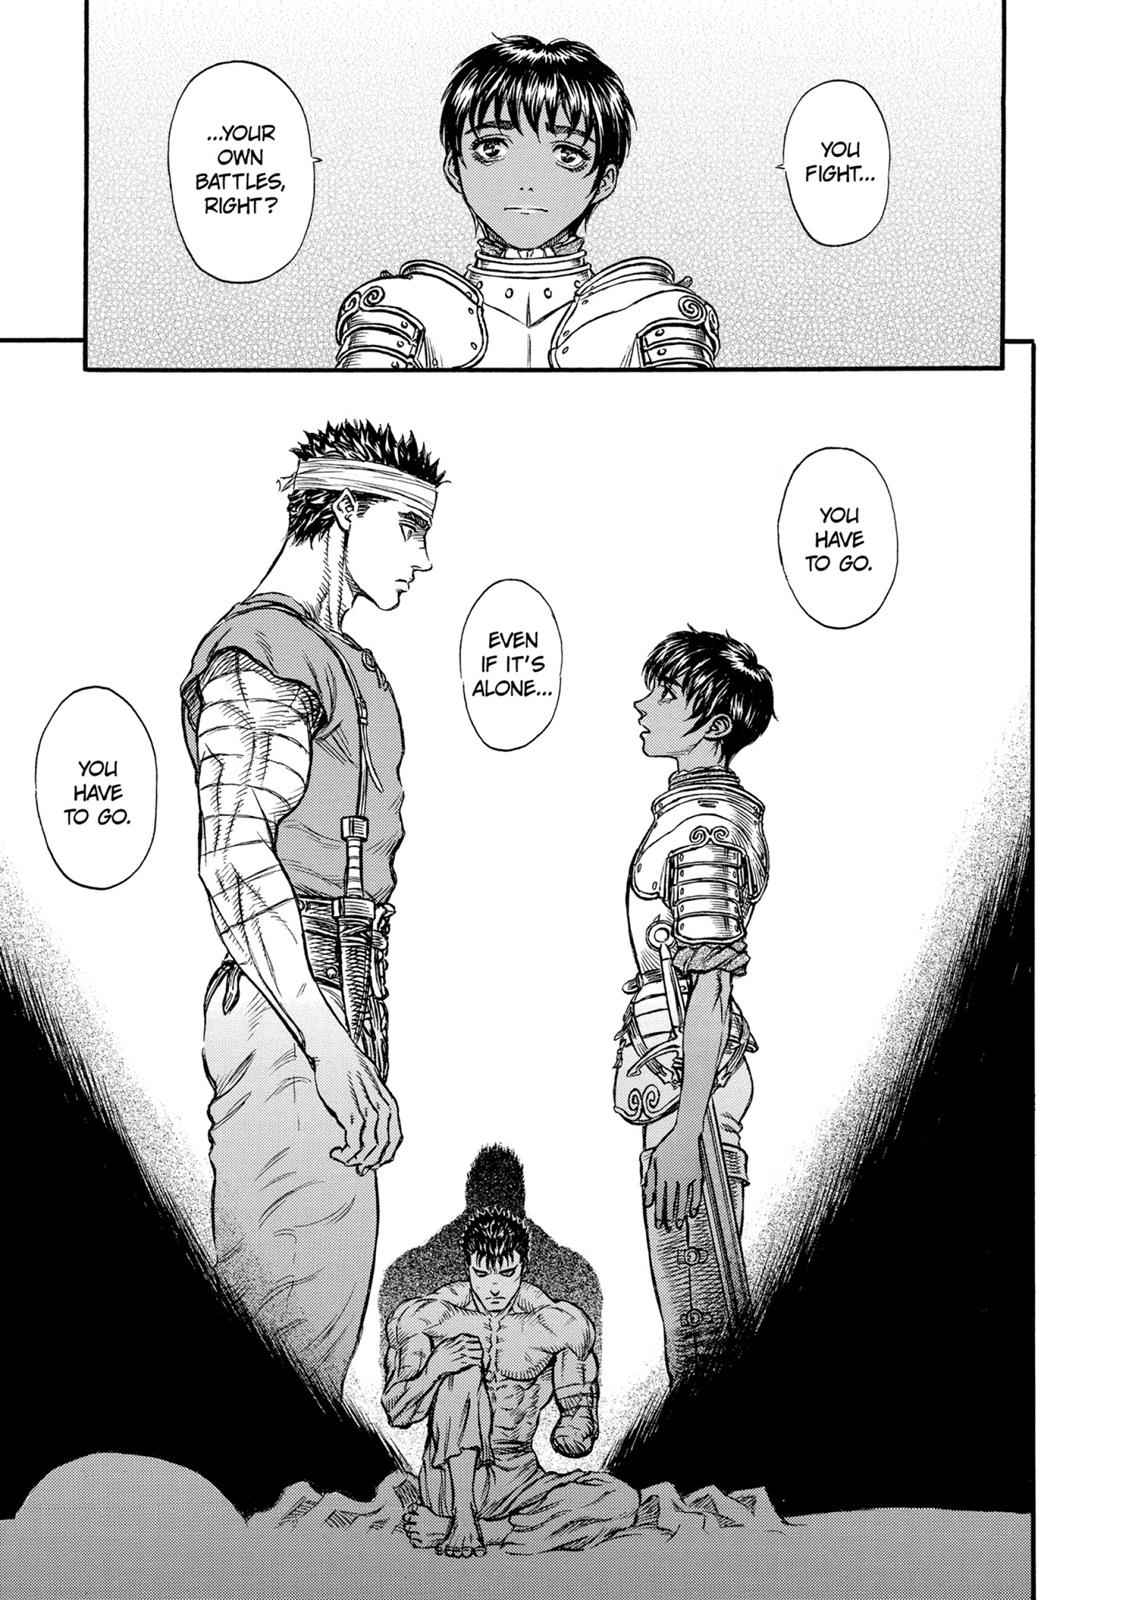 YOU
FIGHT...
...YOUR
OWN
BATTLES,
RIGHT?
YOU
HAVE
TO GO.
EVEN
IF IT'S
ALONE...
YOU
HAVE
TO GO.